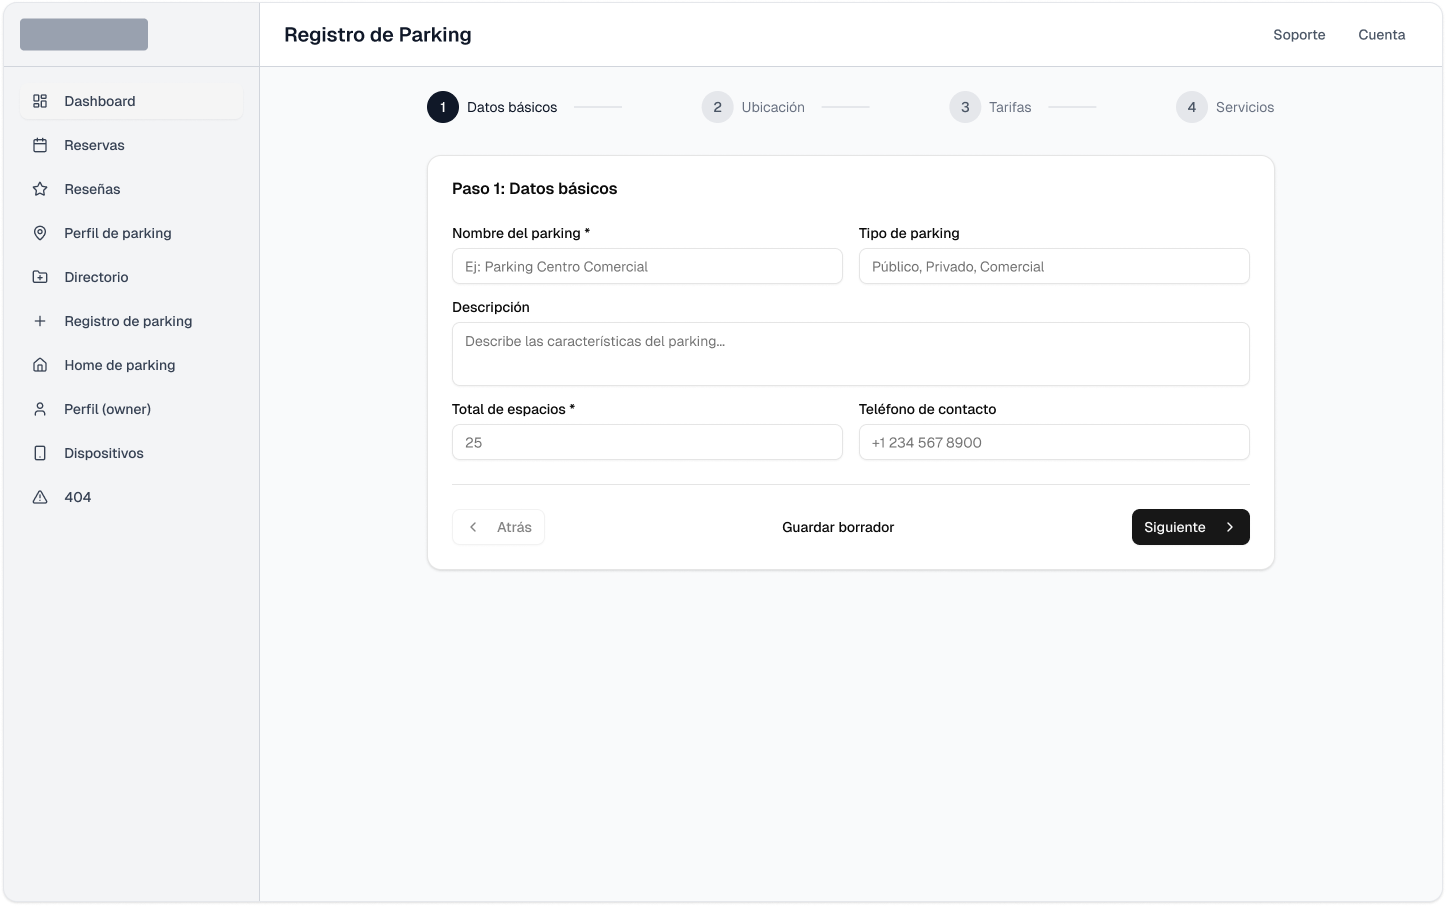 Registro de Parking
Soporte
Cuenta
Dashboard
Reservas
Reseñas
Perfil de parking
Directorio
Registro de parking
Home de parking
Perfil (owner)
Dispositivos
404
1 Datos básicos
2 Ubicación
3 Tarifas
4 Servicios
Paso 1: Datos básicos
Nombre del parking *
Ej: Parking Centro Comercial
Tipo de parking
Público, Privado, Comercial
Descripción
Describe las características del parking...
Total de espacios *
25
Teléfono de contacto
+1 234 567 8900
Atrás
Guardar borrador
Siguiente